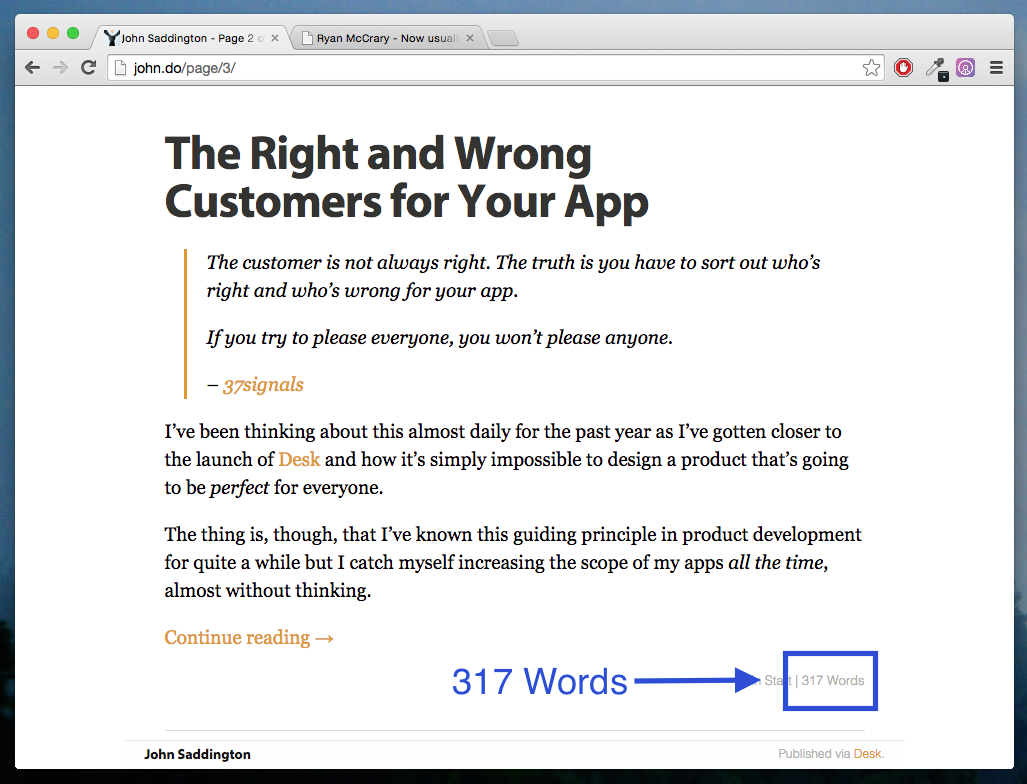 John Saddington - Page 2
Ryan McCrary - Now usual
john.do/page/3/
The Right and Wrong
Customers for Your App
The customer is not always right. The truth is you have to sort out who’s
right and who’s wrong for your app.
If you try to please everyone, you won’t please anyone.
– 37signals
I’ve been thinking about this almost daily for the past year as I’ve gotten closer to
the launch of Desk and how it’s simply impossible to design a product that’s going
to be perfect for everyone.
The thing is, though, that I’ve known this guiding principle in product development
for quite a while but I catch myself increasing the scope of my apps all the time,
almost without thinking.
Continue reading →
317 Words
Start | 317 Words
John Saddington
Published via Desk.